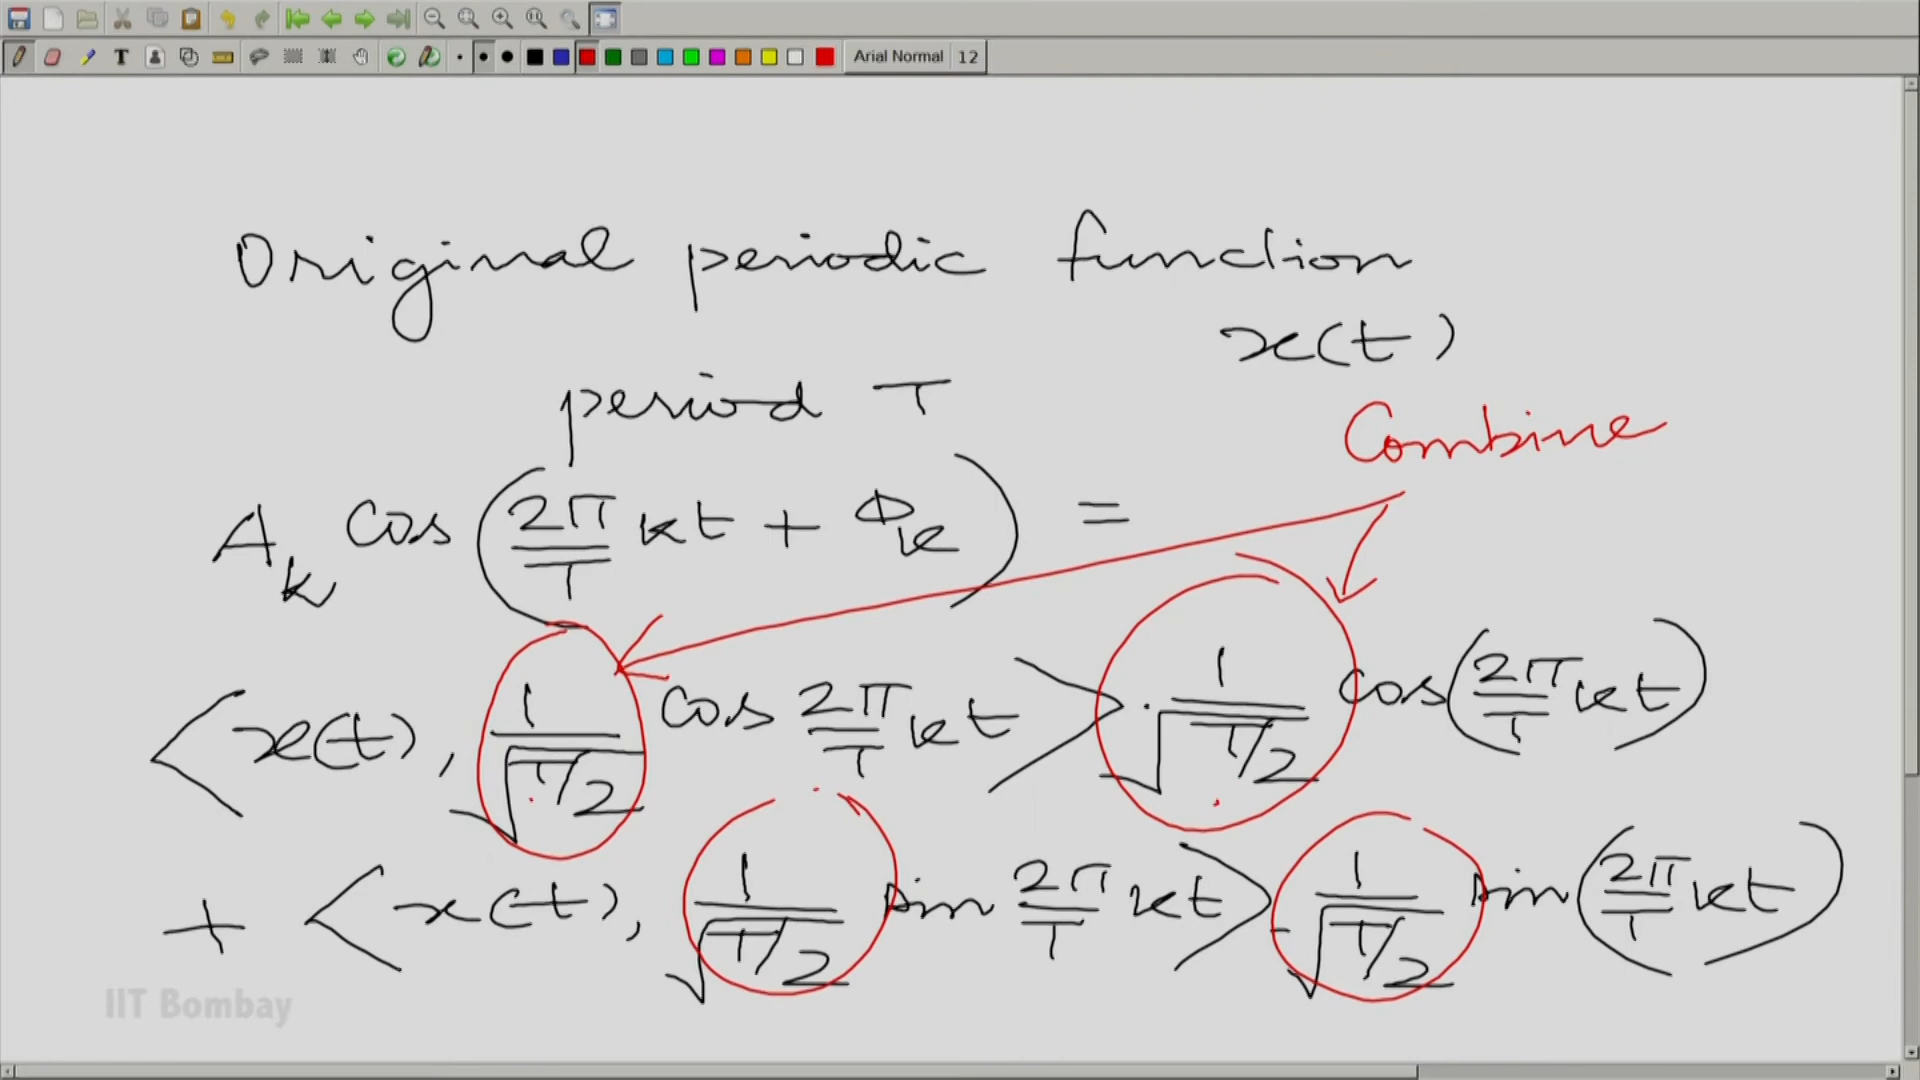 Arial Normal 12
Original periodic function
x(t)
period T
Combine
A_k cos(2π/T kt + Φ_k) =
<x(t), 1/√(T/2) cos 2π/T kt> · 1/√(T/2) cos(2π/T kt)
+ <x(t), 1/√(T/2) sin 2π/T kt> · 1/√(T/2) sin(2π/T kt)
IIT Bombay